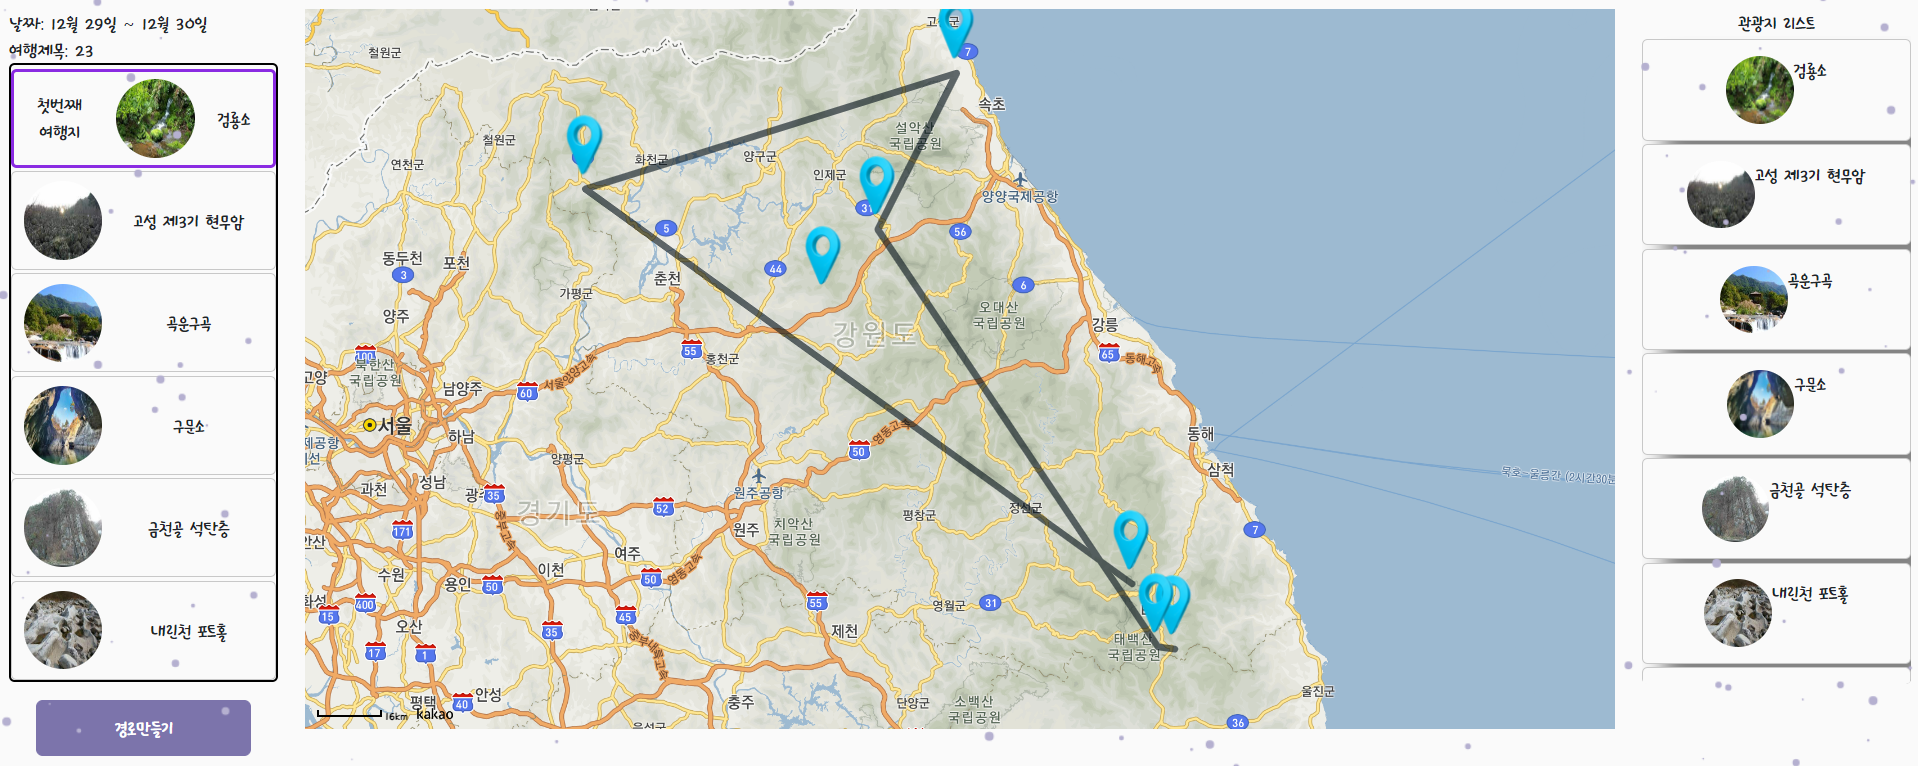 날짜: 12월 29일 ~ 12월 30일
여행제목: 23
첫번째
여행지
검룡소
고성 제3기 현무암
곡운구곡
구문소
금천골 석탄층
내린천 포트홀
경로만들기
철원군
7
속초
설악산
국립공원
철원군
연천군
화천군
양구군
인제군
양양국제공항
31
5
56
44
6
동두천
3
포천
춘천
가평군
양주
오대산
국립공원
강릉
강원도
55
홍천군
65
동해고속
100
북한산
국립공원
고양
남양주
60
서울양양고속
서울
하남
동해
삼척
50
영동고속
양평군
묵호-울릉간 (2시간30분
과천
성남
35
경기도
52
원주공항
원주
치악산
국립공원
평창군
정선군
7
171
중부고속
여주
이천
수원
용인
50
50
영동고속
화성
400
15
45
55
영월군
31
오산
35
제천
태백산
국립공원
17
1
중부내륙고속
평택
40
안성
충주
단양군
소백산
국립공원
울진군
36
16km
kakao
음성군
관광지 리스트
검룡소
고성 제3기 현무암
곡운구곡
구문소
금천골 석탄층
내린천 포트홀